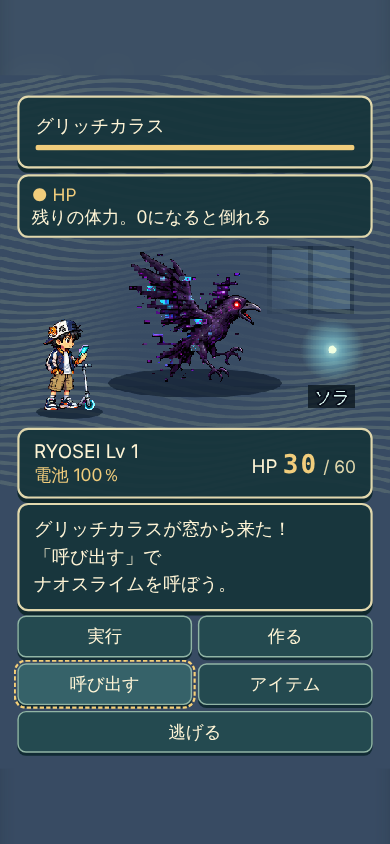 グリッチカラス
HP
残りの体力。0になると倒れる
ソラ
RYOSEI Lv 1
電池 100%
HP 30 / 60
グリッチカラスが窓から来た！
「呼び出す」で
ナオスライムを呼ぼう。
実行
作る
呼び出す
アイテム
逃げる